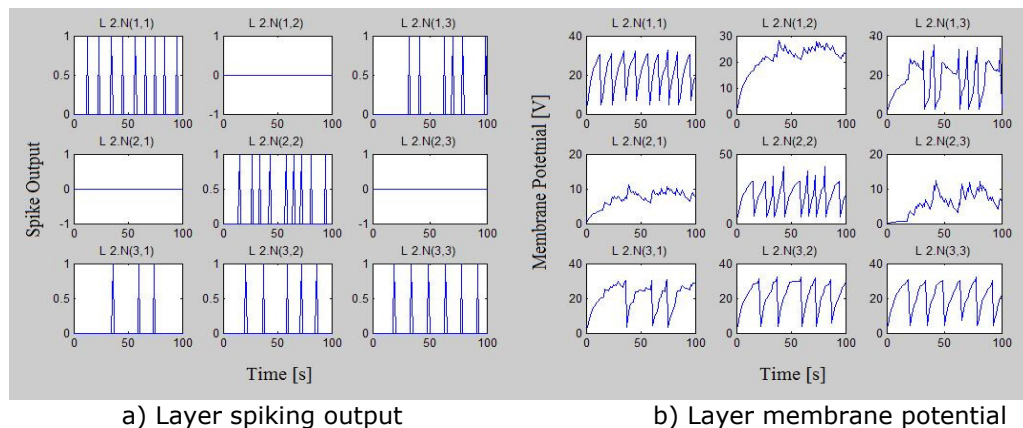 L 2.N(1,1) L 2.N(1,2) L 2.N(1,3)
1 0.5 0 0 50 100
1 0 -1 0 50 100
1 0.5 0 0 50 100
L 2.N(2,1) L 2.N(2,2) L 2.N(2,3)
1 0 -1 0 50 100
1 0.5 0 0 50 100
1 0 -1 0 50 100
L 2.N(3,1) L 2.N(3,2) L 2.N(3,3)
1 0.5 0 0 50 100
1 0.5 0 0 50 100
1 0.5 0 0 50 100
Spike Output
Time [s]
a) Layer spiking output
L 2.N(1,1) L 2.N(1,2) L 2.N(1,3)
40 20 0 0 50 100
30 20 10 0 0 50 100
40 20 0 0 50 100
L 2.N(2,1) L 2.N(2,2) L 2.N(2,3)
20 10 0 0 50 100
50 0 0 50 100
20 10 0 0 50 100
L 2.N(3,1) L 2.N(3,2) L 2.N(3,3)
40 20 0 0 50 100
40 20 0 0 50 100
40 20 0 0 50 100
Membrane Potetnial [V]
Time [s]
b) Layer membrane potential